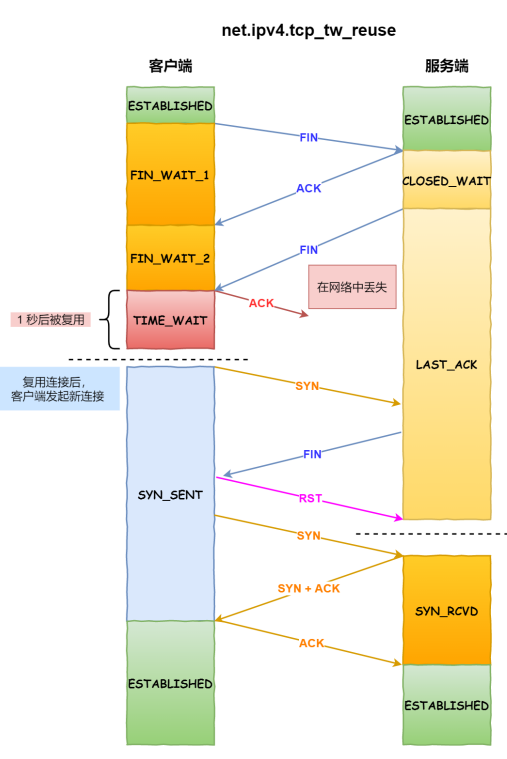 net.ipv4.tcp_tw_reuse
客户端
服务端
ESTABLISHED
ESTABLISHED
FIN
FIN_WAIT_1
CLOSED_WAIT
ACK
FIN
FIN_WAIT_2
在网络中丢失
ACK
1 秒后被复用
TIME_WAIT
LAST_ACK
复用连接后,
客户端发起新连接
SYN
FIN
SYN_SENT
RST
SYN
SYN + ACK
SYN_RCVD
ACK
ESTABLISHED
ESTABLISHED